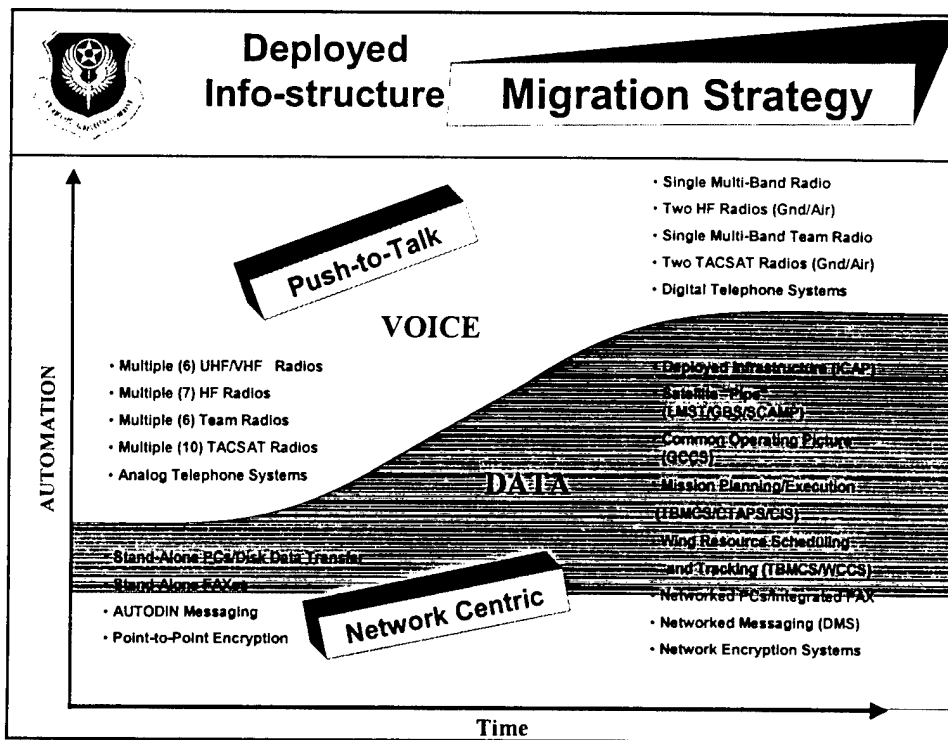 Deployed
Info-structure
Migration Strategy
Push-to-Talk
VOICE
• Single Multi-Band Radio
• Two HF Radios (Gnd/Air)
• Single Multi-Band Team Radio
• Two TACSAT Radios (Gnd/Air)
• Digital Telephone Systems
• Multiple (6) UHF/VHF Radios
• Multiple (7) HF Radios
• Multiple (6) Team Radios
• Multiple (10) TACSAT Radios
• Analog Telephone Systems
AUTOMATION
DATA
• Deployed Infrastructure (ICAP)
• Satellite "Pipe"
(LMST/GBS/SCAMP)
• Common Operating Picture
(GCCS)
• Mission Planning/Execution
(TBMCS/CTAPS/CIS)
• Wing Resource Scheduling
and Tracking (TBMCS/WCCS)
• Networked PCs/Integrated FAX
• Networked Messaging (DMS)
• Network Encryption Systems
• Stand-Alone PCs/Disk Data Transfer
• Stand-Alone FAXes
• AUTODIN Messaging
• Point-to-Point Encryption
Network Centric
Time